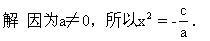 解 因为a≠0，所以x² = -c/a.